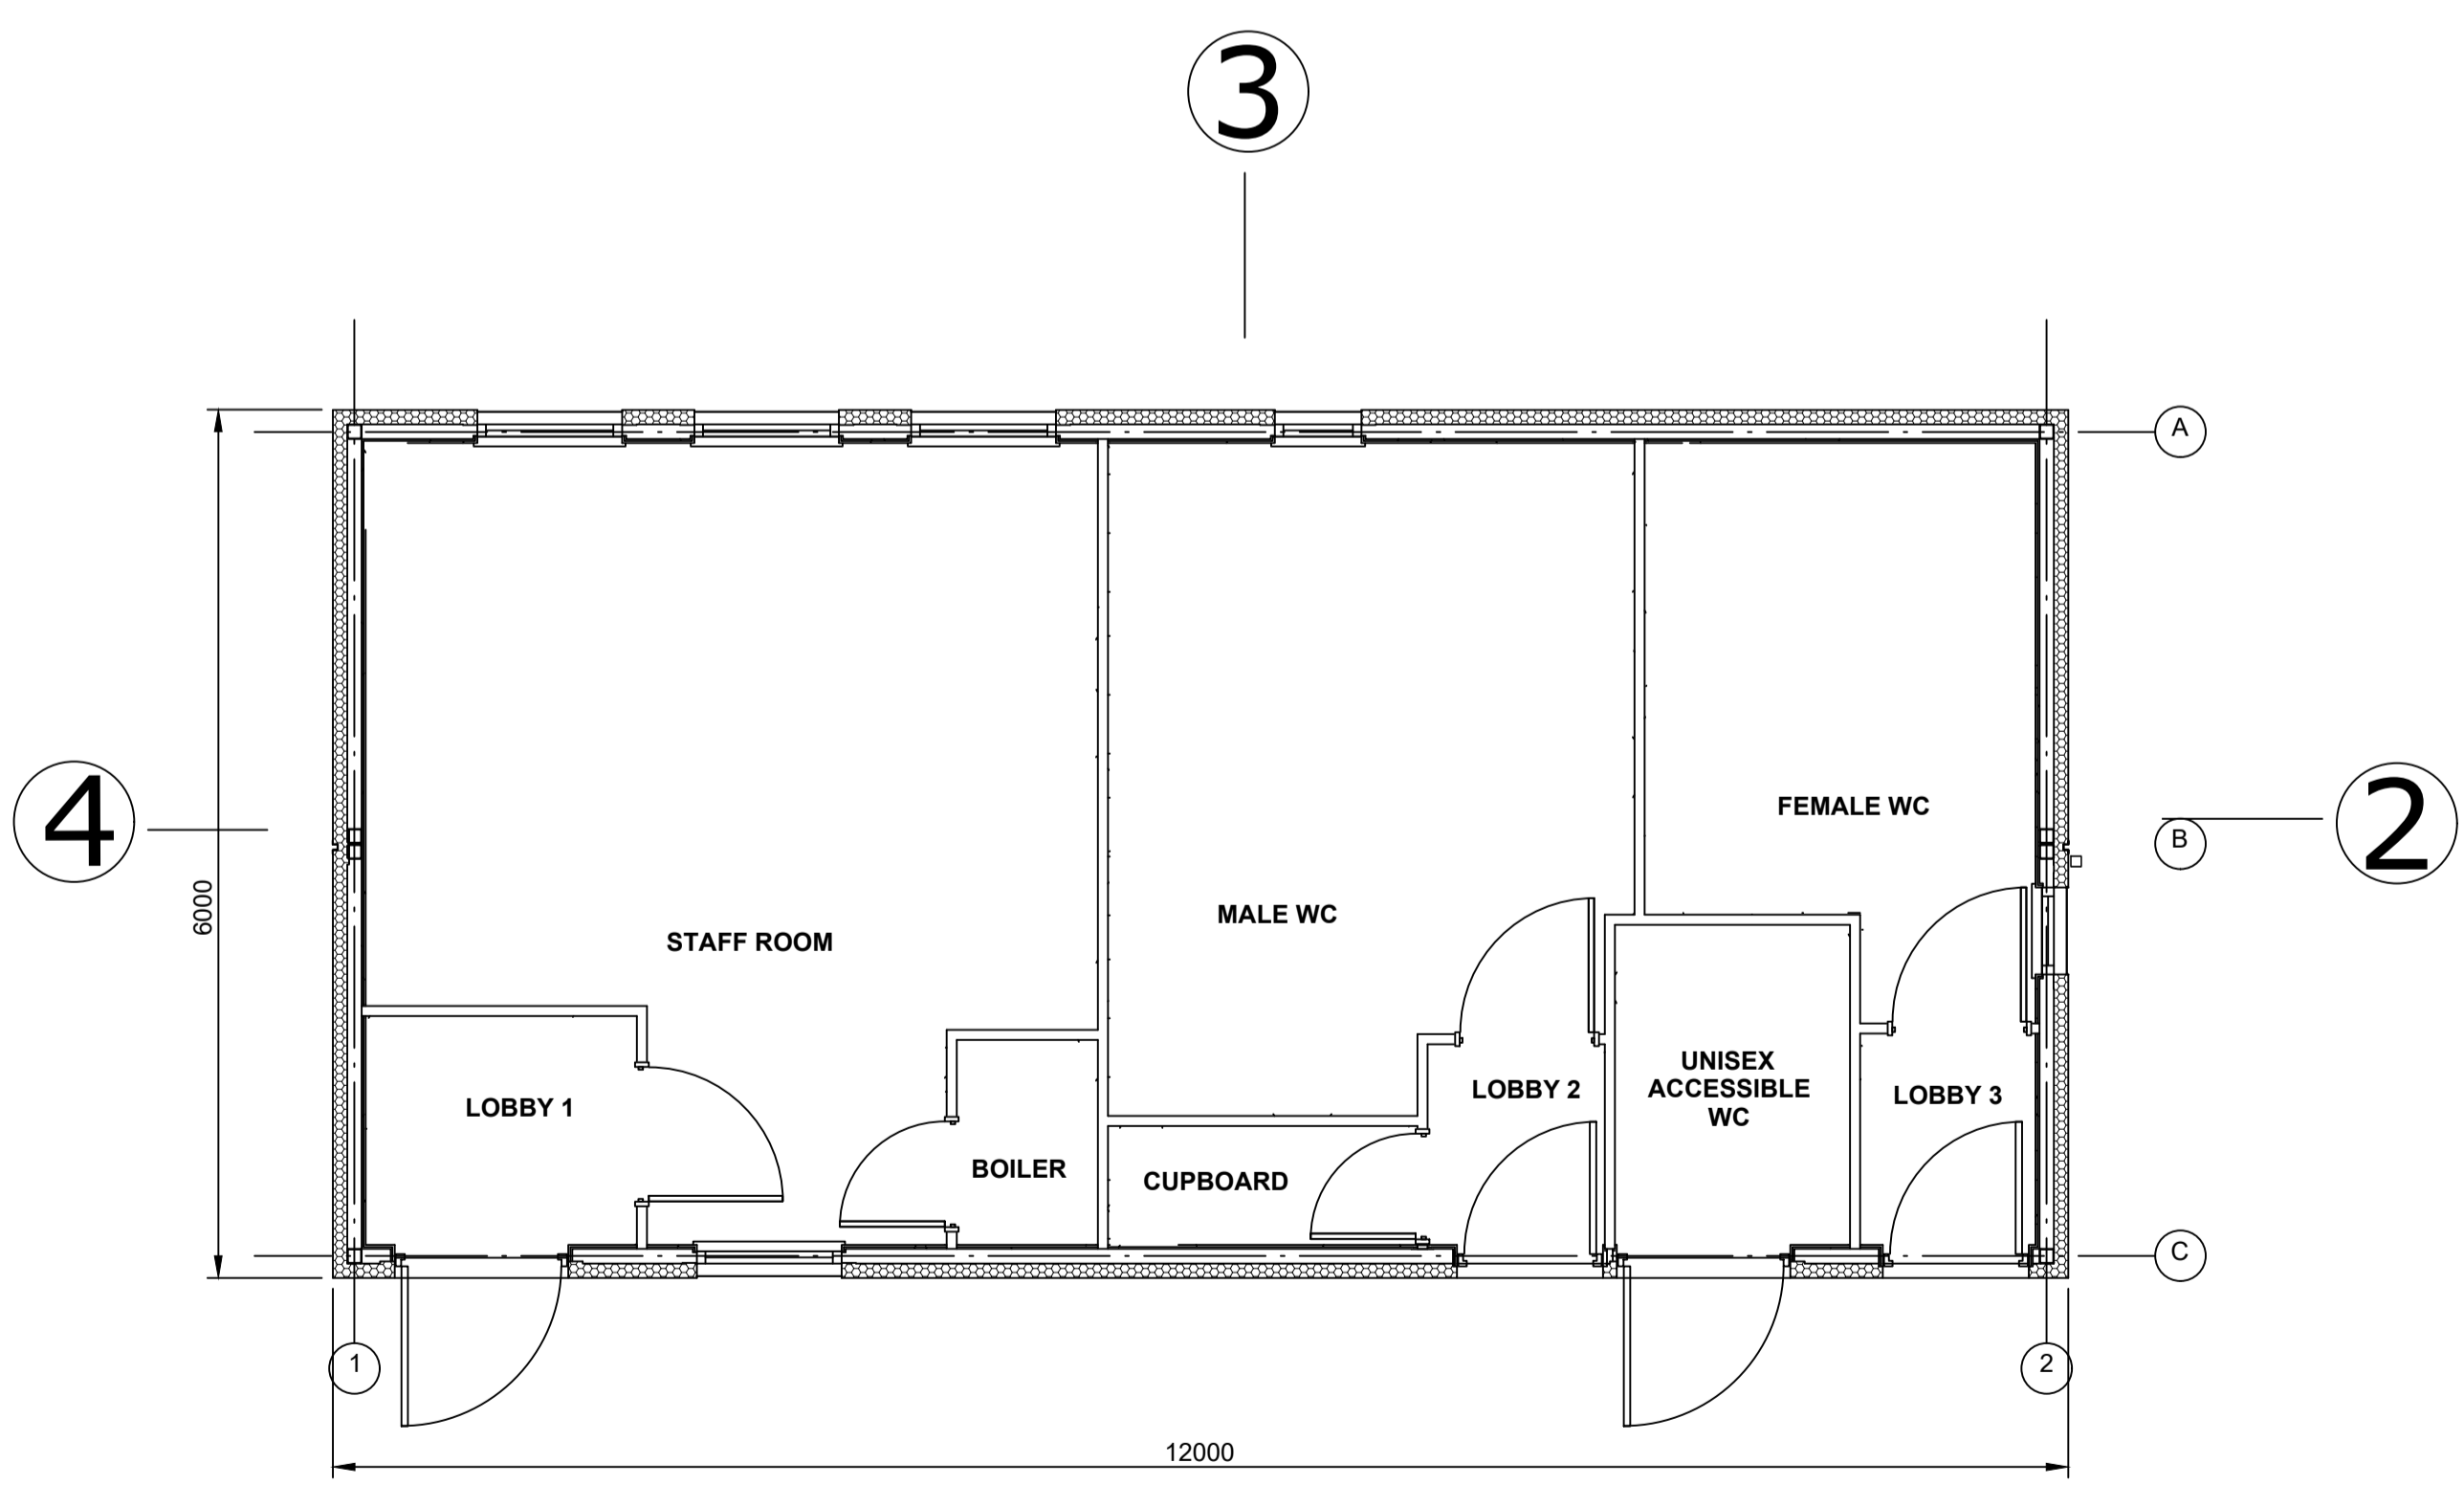 3
A
4
2
B
6000
FEMALE WC
MALE WC
STAFF ROOM
UNISEX
ACCESSIBLE
WC
LOBBY 1
LOBBY 2
LOBBY 3
BOILER
CUPBOARD
C
1
2
12000